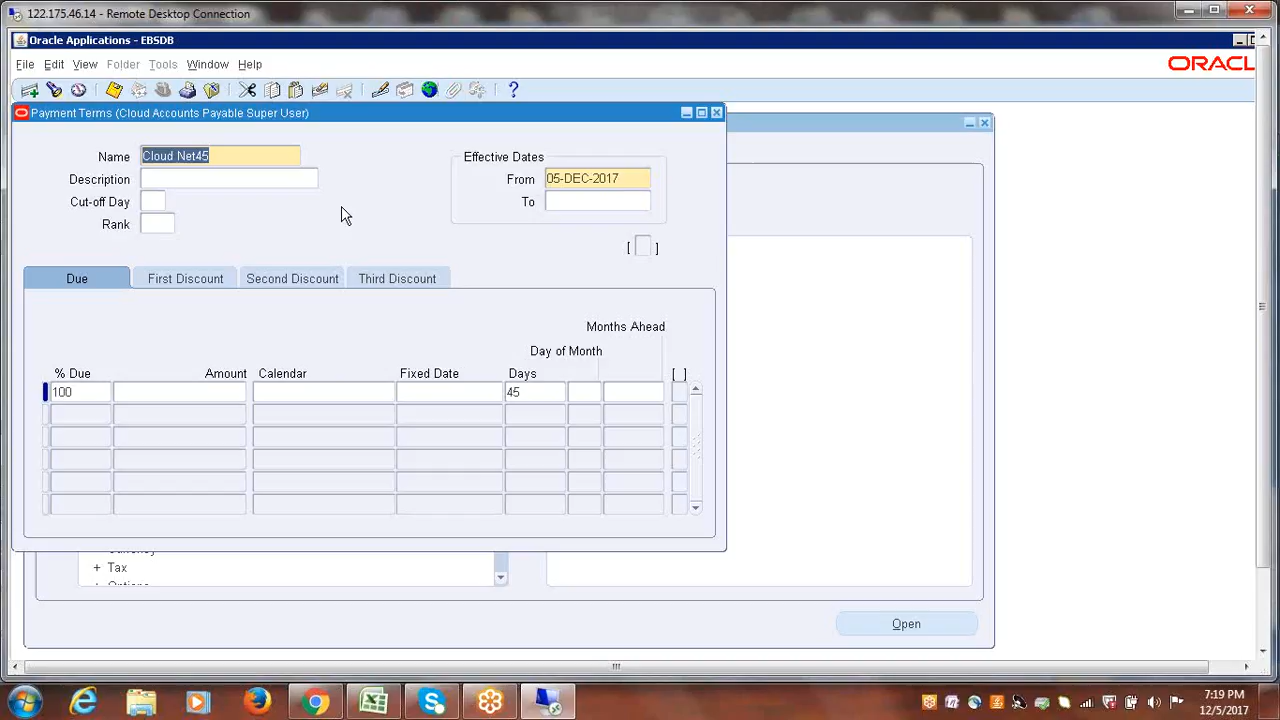 122.175.46.14 - Remote Desktop Connection
Oracle Applications - EBSDB
File Edit View Folder Tools Window Help
ORACL
Payment Terms (Cloud Accounts Payable Super User)
Name Cloud Net45
Description
Cut-off Day
Rank
Effective Dates
From 05-DEC-2017
To
[ ]
Due First Discount Second Discount Third Discount
Months Ahead
Day of Month
% Due Amount Calendar Fixed Date Days [ ]
100 45
Currency
+ Tax
+ Options
Open
7:19 PM
12/5/2017